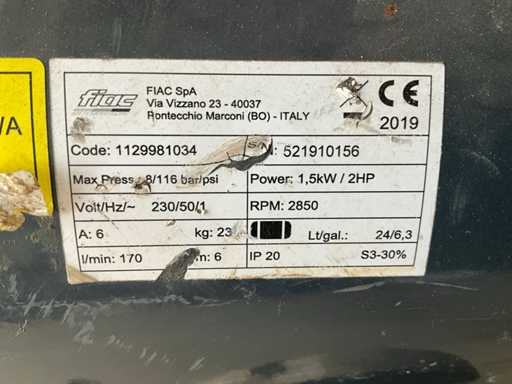 /A
fiac
FIAC SpA
Via Vizzano 23 - 40037
Pontecchio Marconi (BO) - ITALY
CE
2019
Code: 1129981034
S/N: 521910156
Max Press.: 8/116 bar/psi
Power: 1,5kW / 2HP
Volt/Hz/~ 230/50/1
RPM: 2850
A: 6
kg: 23
Lt/gal.: 24/6,3
l/min: 170
m: 6
IP 20
S3-30%